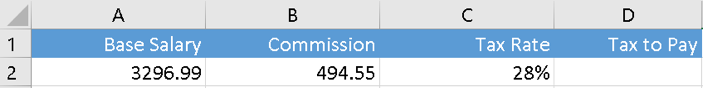 A B C D
1 Base Salary Commission Tax Rate Tax to Pay
2 3296.99 494.55 28%